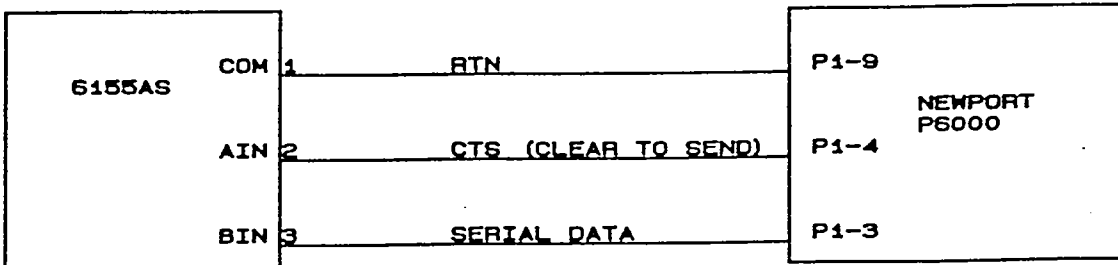 COM 1 RTN P1-9
6155AS
NEWPORT
P6000
AIN 2 CTS (CLEAR TO SEND) P1-4
BIN 3 SERIAL DATA P1-3